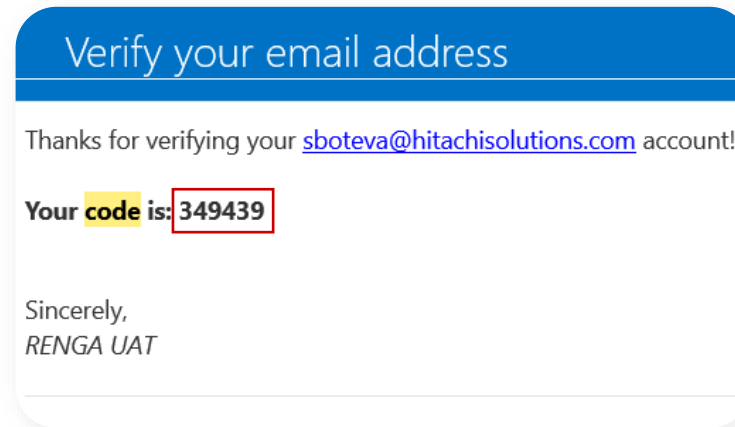 Verify your email address
Thanks for verifying your sboteva@hitachisolutions.com account!
Your code is: 349439
Sincerely,
RENGA UAT